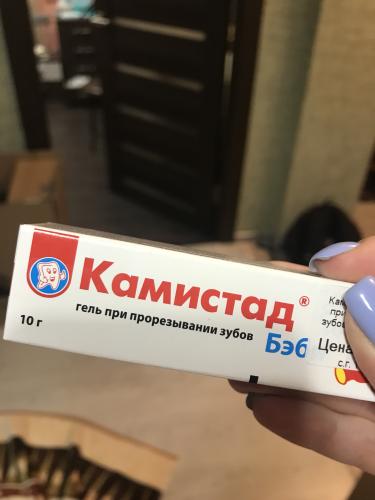 Камистад®
гель при прорезывании зубов
10 г
Бэб
Цена
с.г.